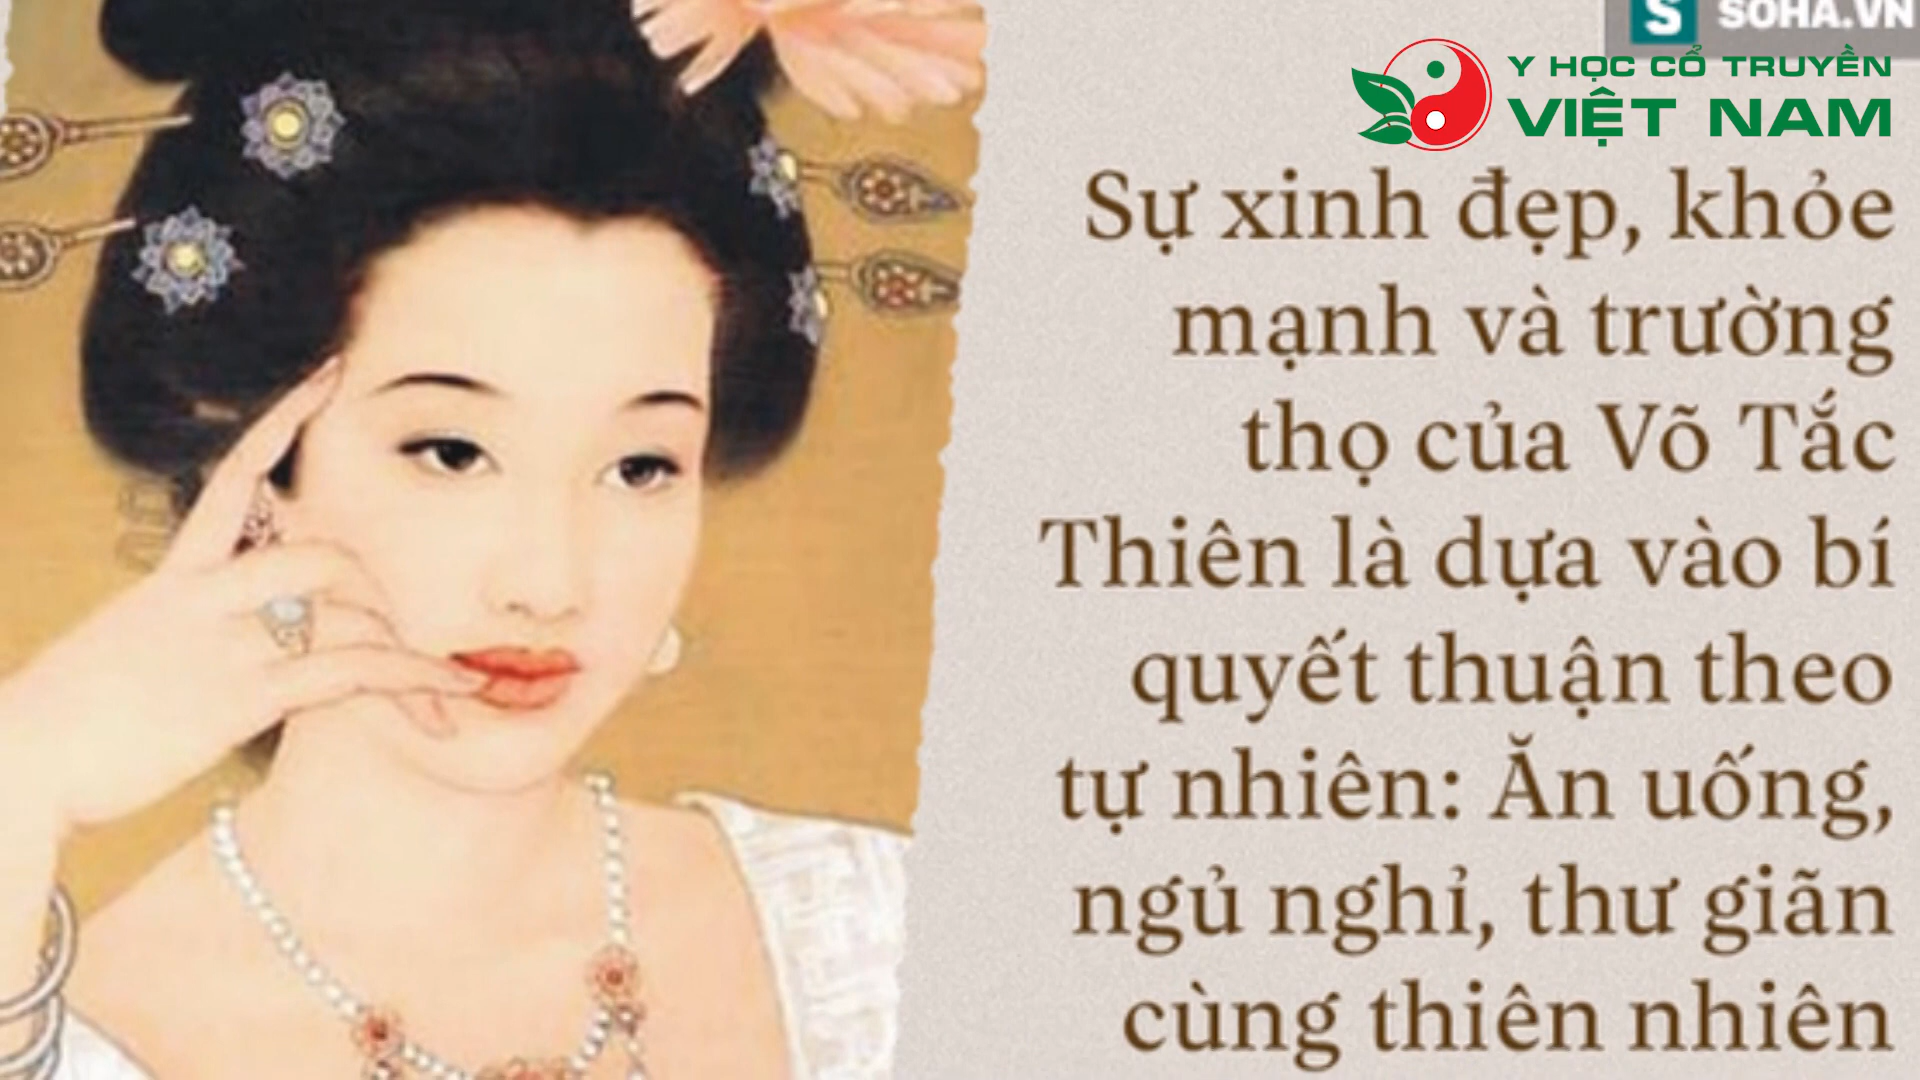 S SOHA.VN
Y HỌC CỔ TRUYỀN
VIỆT NAM
Sự xinh đẹp, khỏe
mạnh và trường
thọ của Võ Tắc
Thiên là dựa vào bí
quyết thuận theo
tự nhiên: Ăn uống,
ngủ nghỉ, thư giãn
cùng thiên nhiên